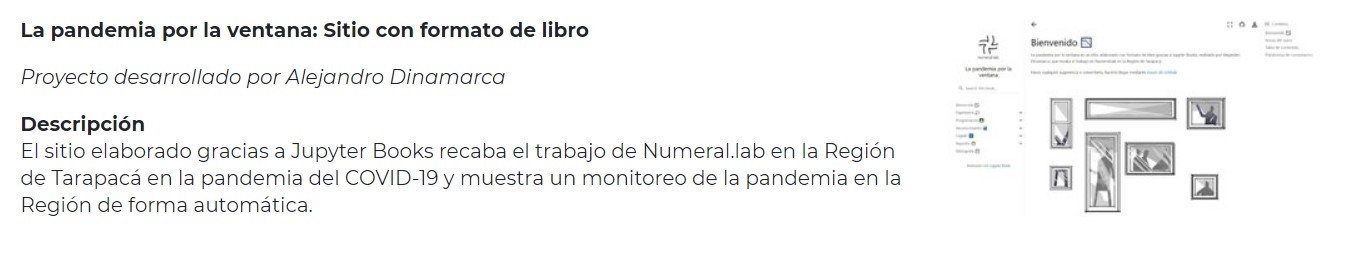 La pandemia por la ventana: Sitio con formato de libro
Proyecto desarrollado por Alejandro Dinamarca
Descripción
El sitio elaborado gracias a Jupyter Books recaba el trabajo de Numeral.lab en la Región
de Tarapacá en la pandemia del COVID-19 y muestra un monitoreo de la pandemia en la
Región de forma automática.
La pandemia por la
ventana
Bienvenido